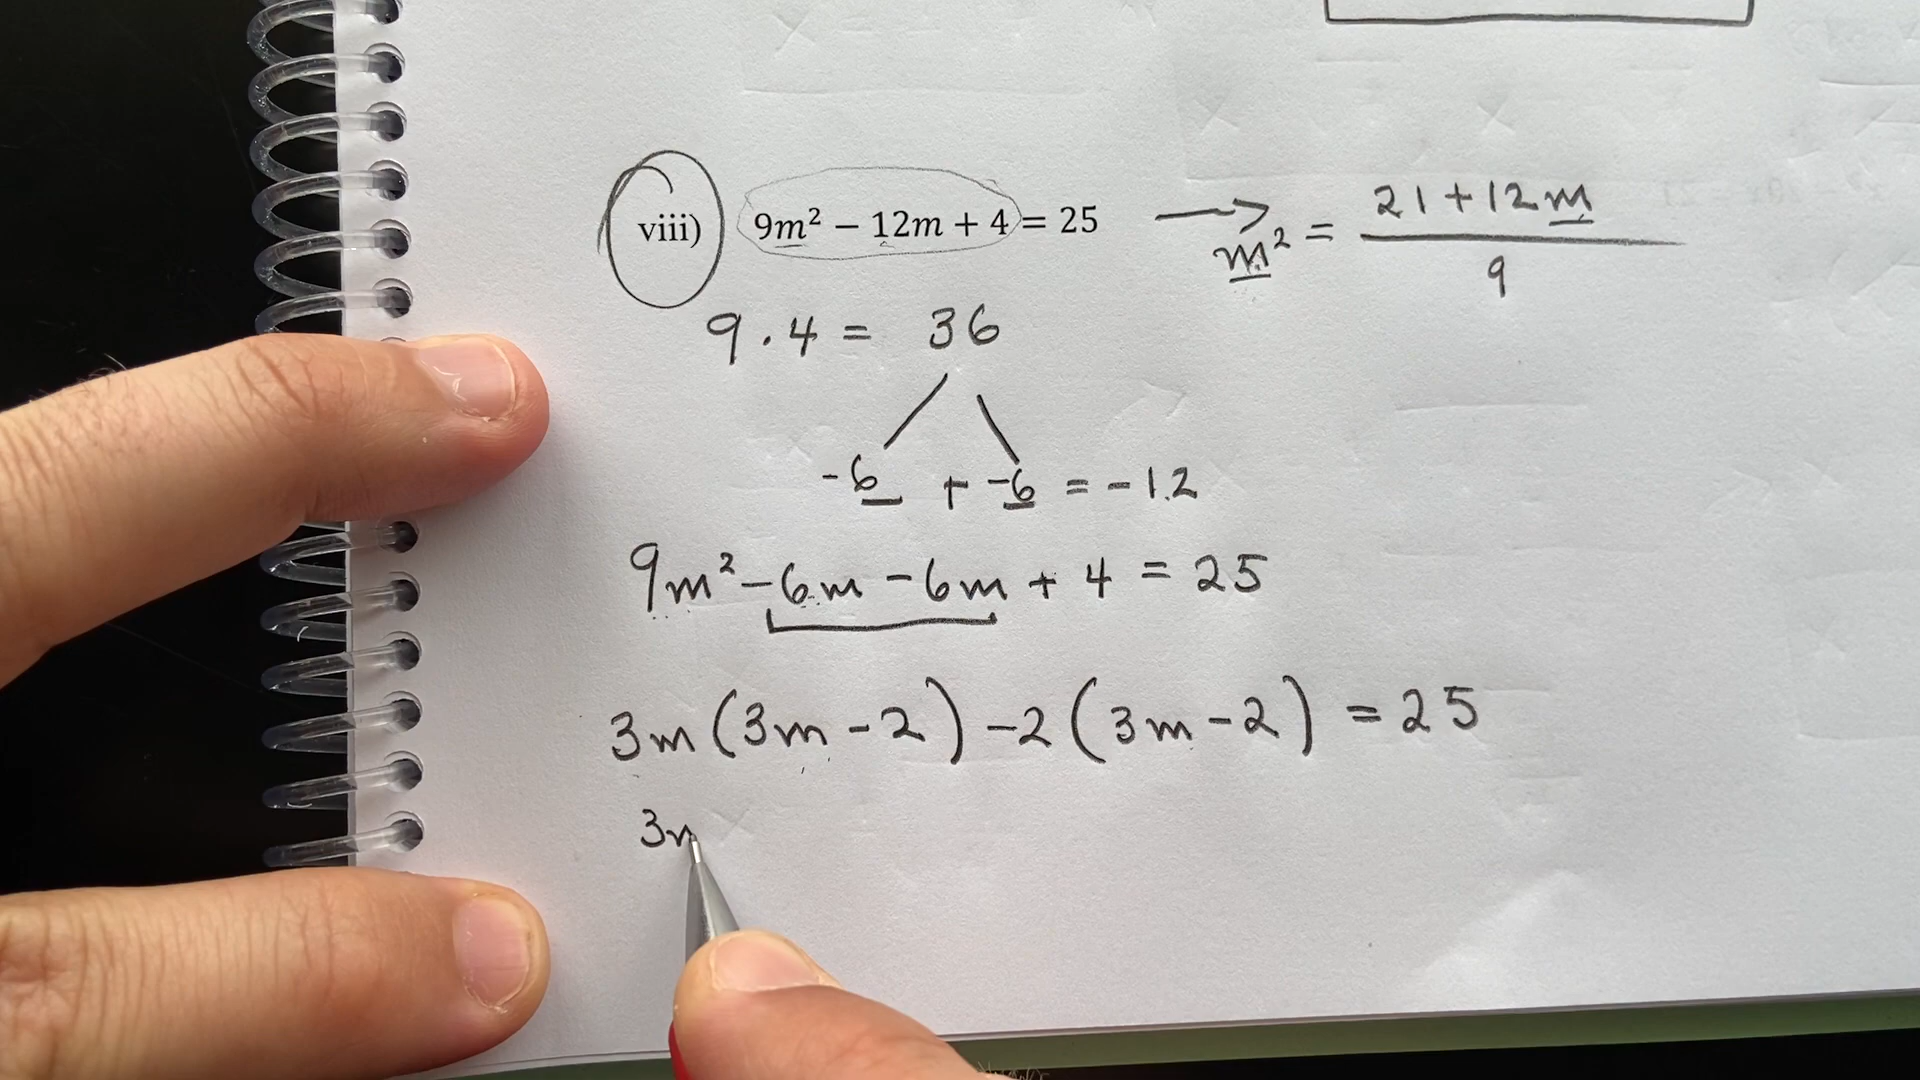 viii) 9m² − 12m + 4 = 25 → m² = 21 + 12m / 9
9 . 4 = 36
-6 + -6 = -12
9m² - 6m - 6m + 4 = 25
3m (3m - 2) - 2 (3m - 2) = 25
3m